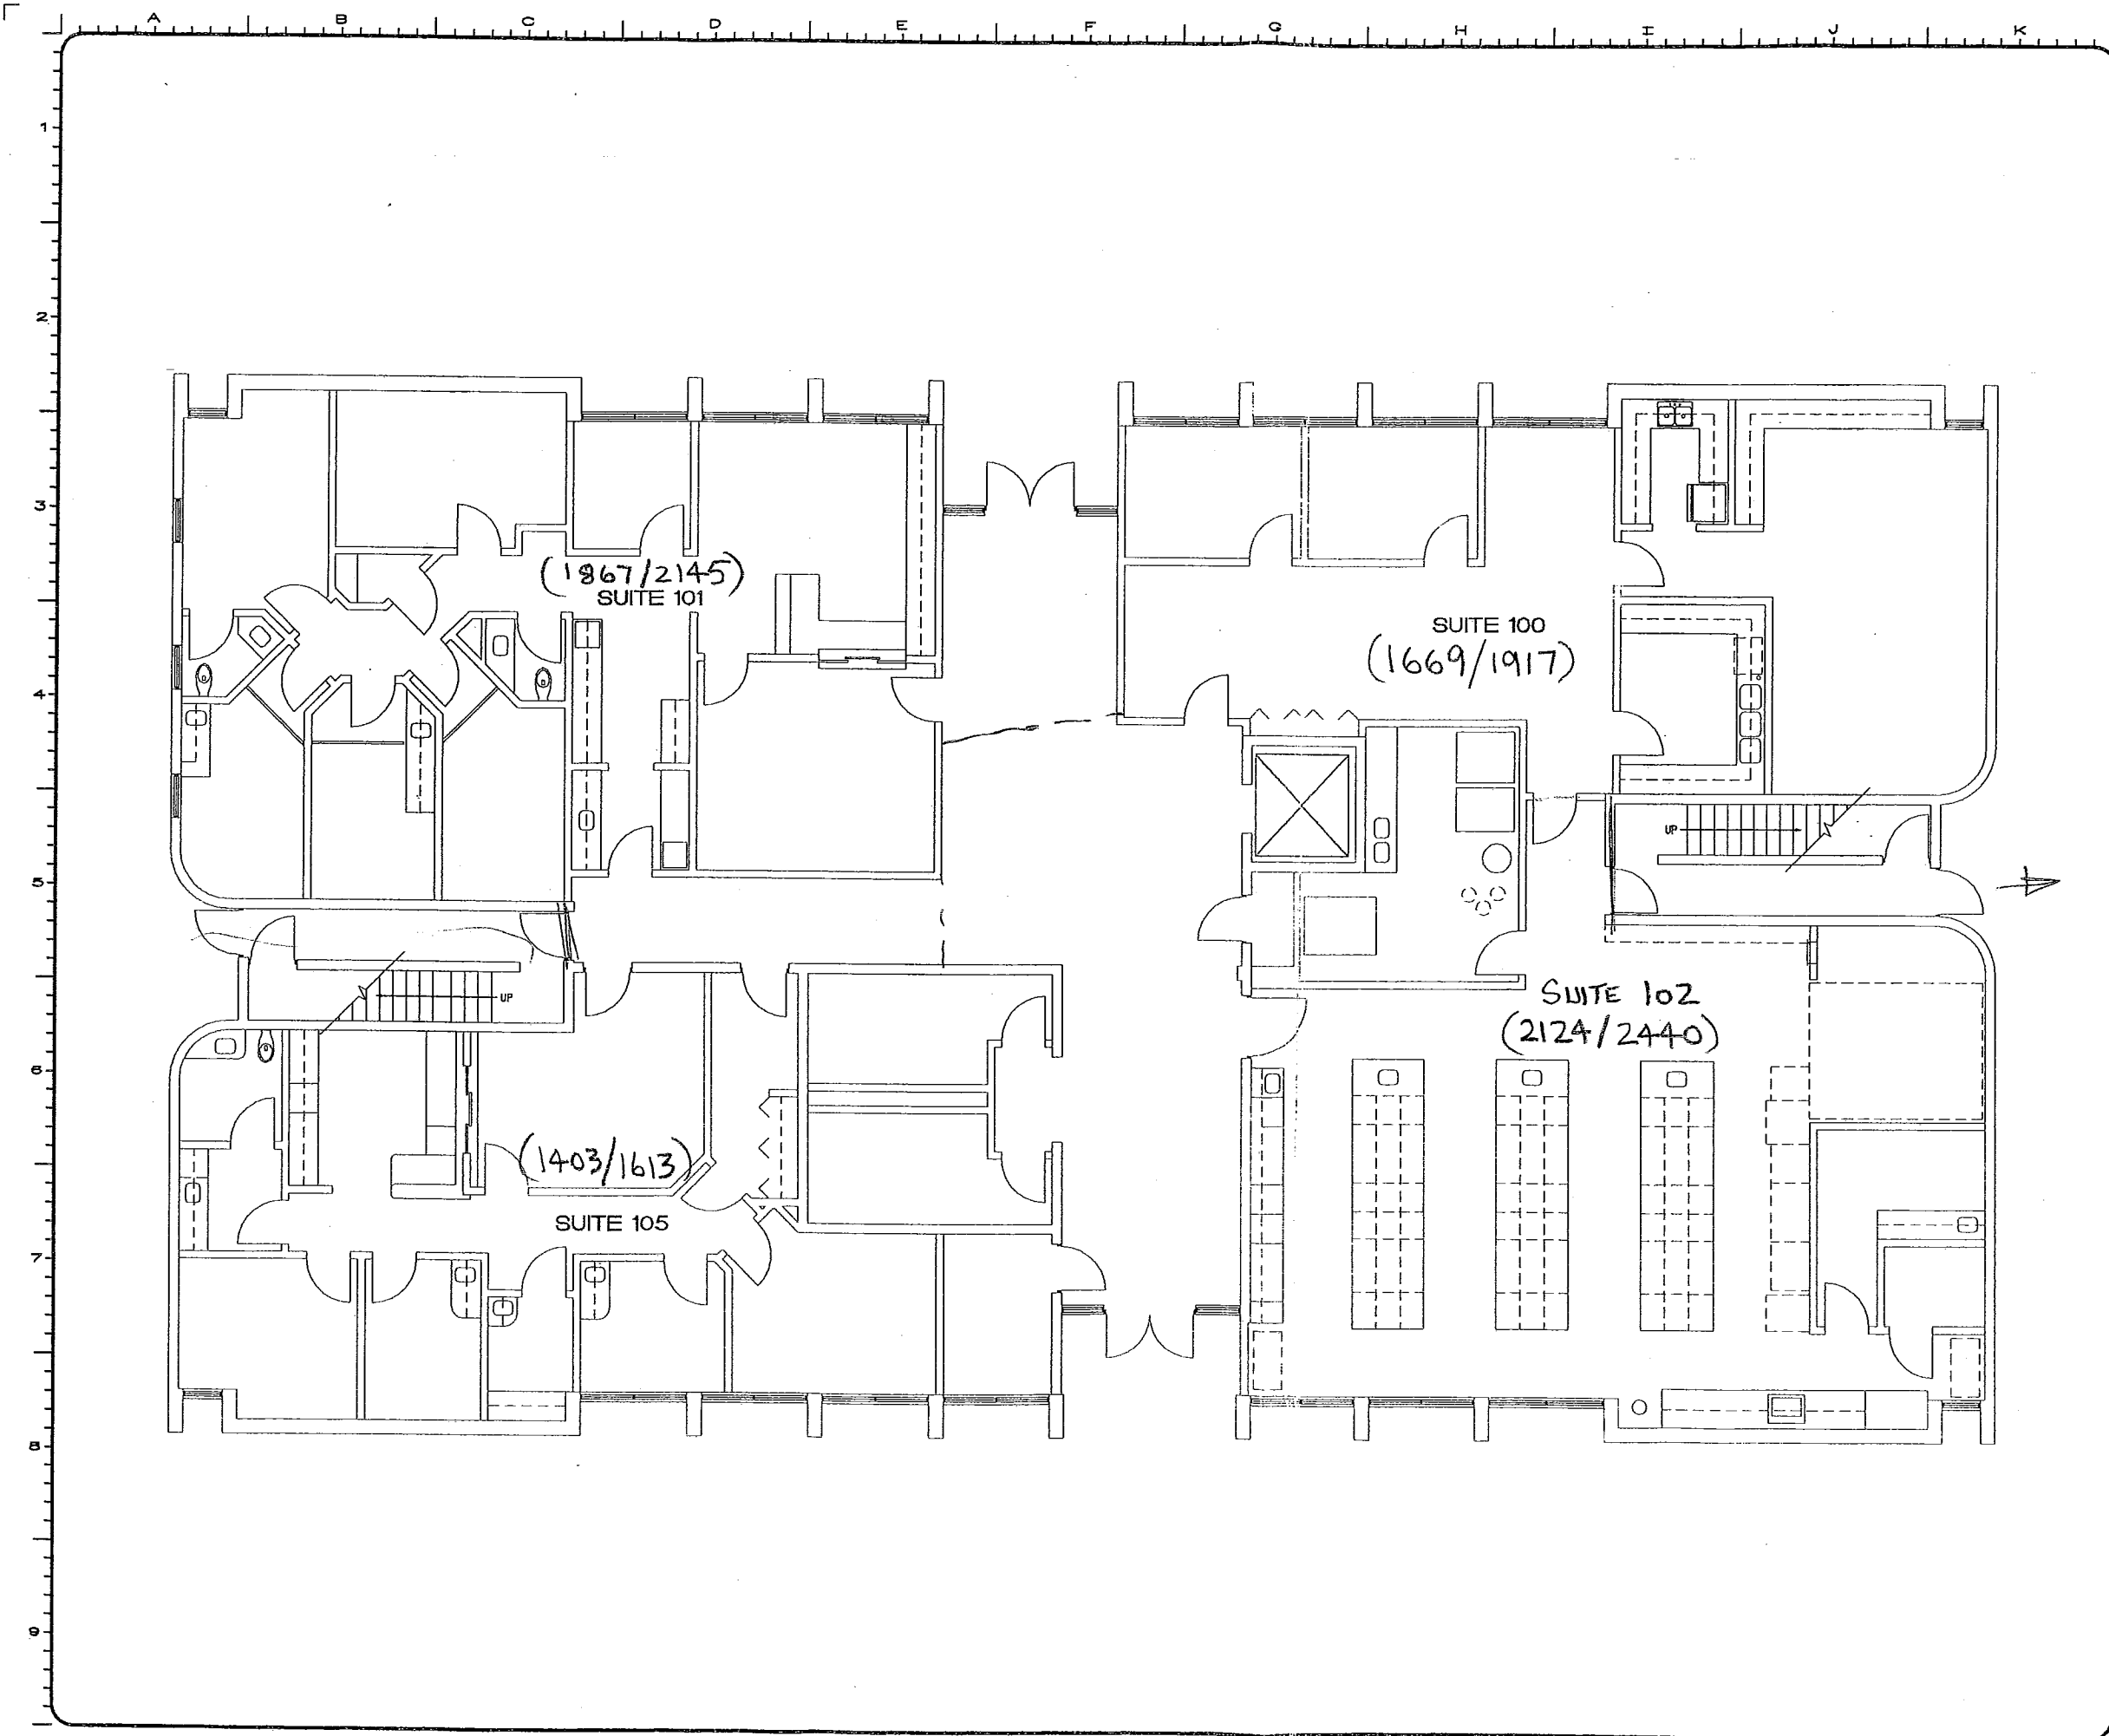 A B C D E F G H I J K
1
2
3
(1867/2145)
SUITE 101
SUITE 100
(1669/1917)
4
UP
5
SUITE 102
(2124/2440)
UP
6
(1403/1613)
SUITE 105
7
8
9